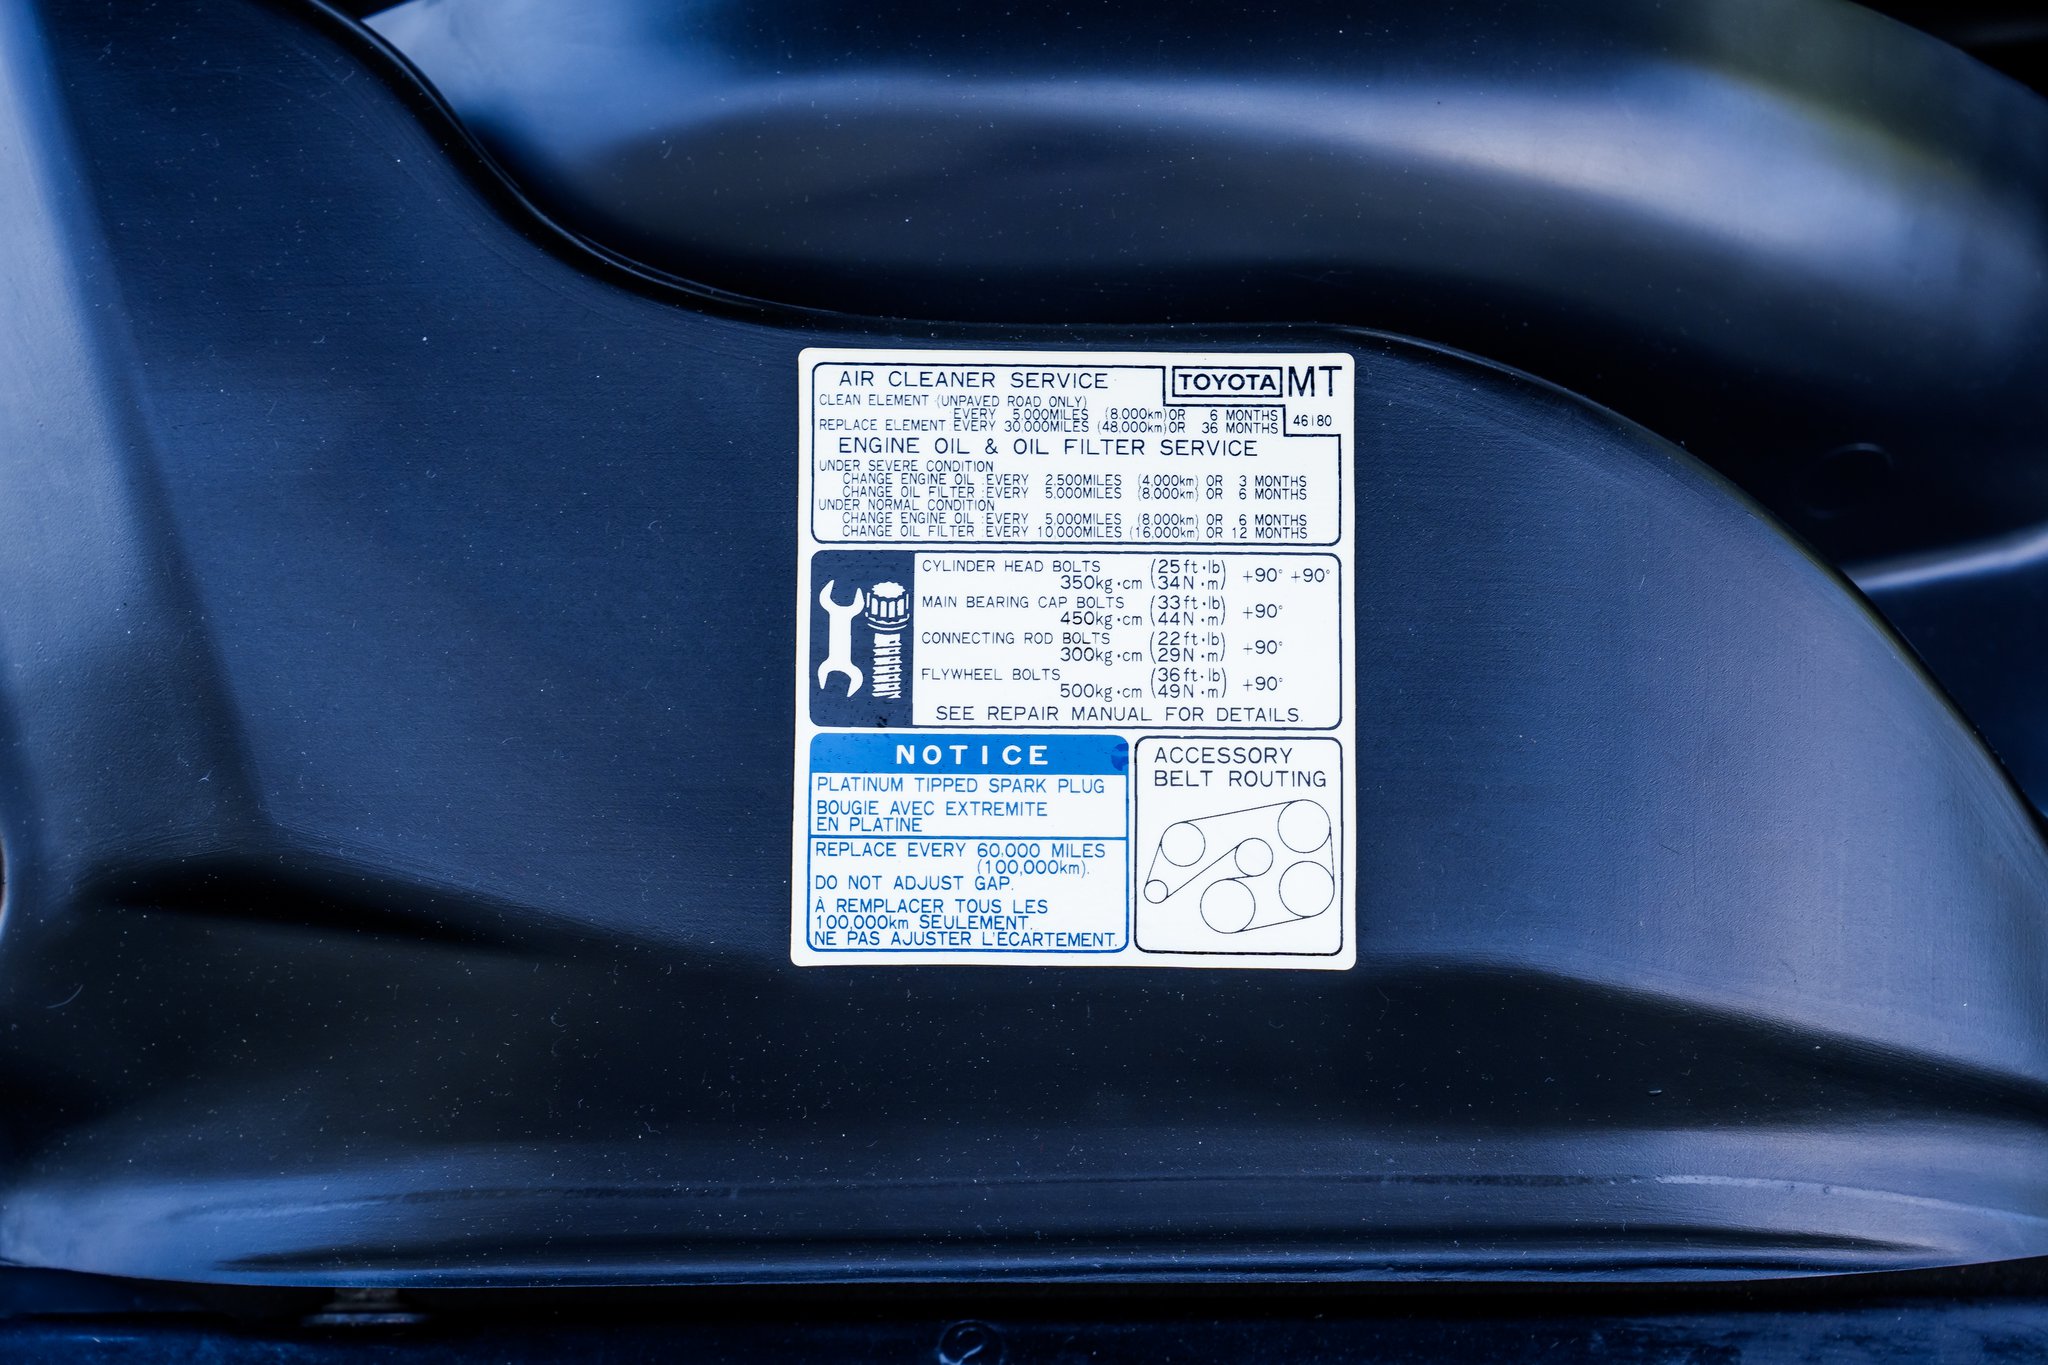 AIR CLEANER SERVICE
TOYOTA MT
CLEAN ELEMENT :(UNPAVED ROAD ONLY)
:EVERY 5,000MILES (8,000km)OR 6 MONTHS
REPLACE ELEMENT:EVERY 30,000MILES (48,000km)OR 36 MONTHS
46180
ENGINE OIL & OIL FILTER SERVICE
UNDER SEVERE CONDITION
CHANGE ENGINE OIL :EVERY 2,500MILES (4,000km) OR 3 MONTHS
CHANGE OIL FILTER :EVERY 5,000MILES (8,000km) OR 6 MONTHS
UNDER NORMAL CONDITION
CHANGE ENGINE OIL :EVERY 5,000MILES (8,000km) OR 6 MONTHS
CHANGE OIL FILTER :EVERY 10,000MILES (16,000km) OR 12 MONTHS
CYLINDER HEAD BOLTS (25ft·lb)
350kg·cm (34N·m) +90° +90°
MAIN BEARING CAP BOLTS (33ft·lb)
450kg·cm (44N·m) +90°
CONNECTING ROD BOLTS (22ft·lb)
300kg·cm (29N·m) +90°
FLYWHEEL BOLTS (36ft·lb)
500kg·cm (49N·m) +90°
SEE REPAIR MANUAL FOR DETAILS.
NOTICE
PLATINUM TIPPED SPARK PLUG
BOUGIE AVEC EXTREMITE
EN PLATINE
REPLACE EVERY 60,000 MILES
(100,000km).
DO NOT ADJUST GAP.
À REMPLACER TOUS LES
100,000km SEULEMENT.
NE PAS AJUSTER L'ÉCARTEMENT.
ACCESSORY
BELT ROUTING